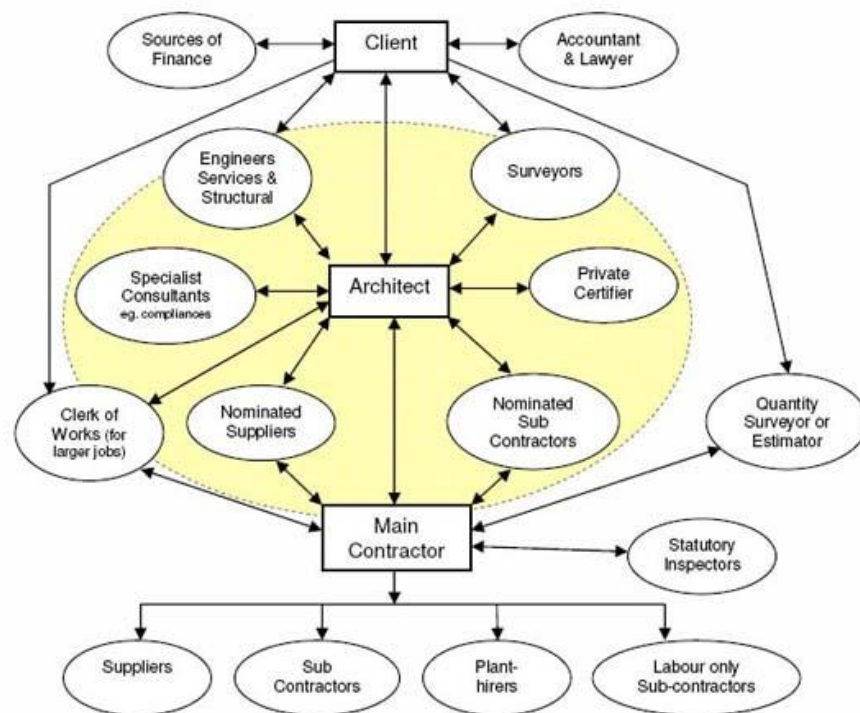 Sources of
Finance
Client
Accountant
& Lawyer
Engineers
Services &
Structural
Surveyors
Specialist
Consultants
eg. compliances
Architect
Private
Certifier
Clerk of
Works (for
larger jobs)
Nominated
Suppliers
Nominated
Sub
Contractors
Quantity
Surveyor or
Estimator
Main
Contractor
Statutory
Inspectors
Suppliers
Sub
Contractors
Plant-
hirers
Labour only
Sub-contractors